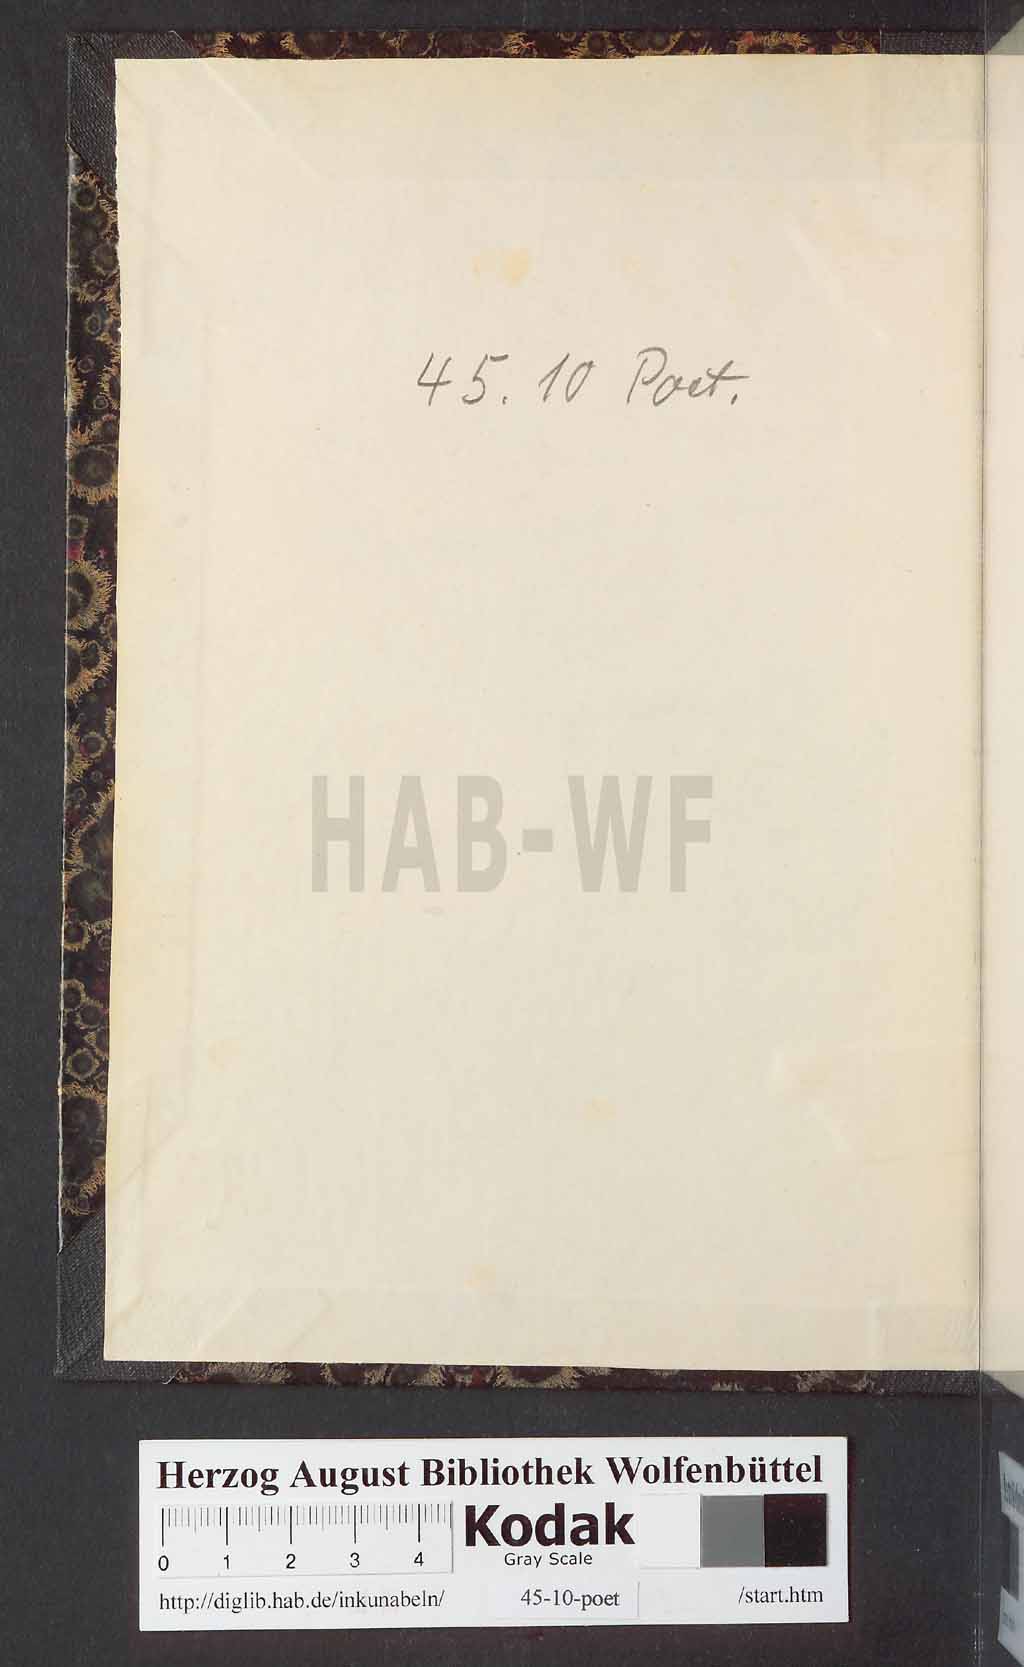 45. 10 Poet.
HAB-WF
Herzog August Bibliothek Wolfenbüttel
0 1 2 3 4
Kodak
Gray Scale
http://diglib.hab.de/inkunabeln/ 45-10-poet /start.htm